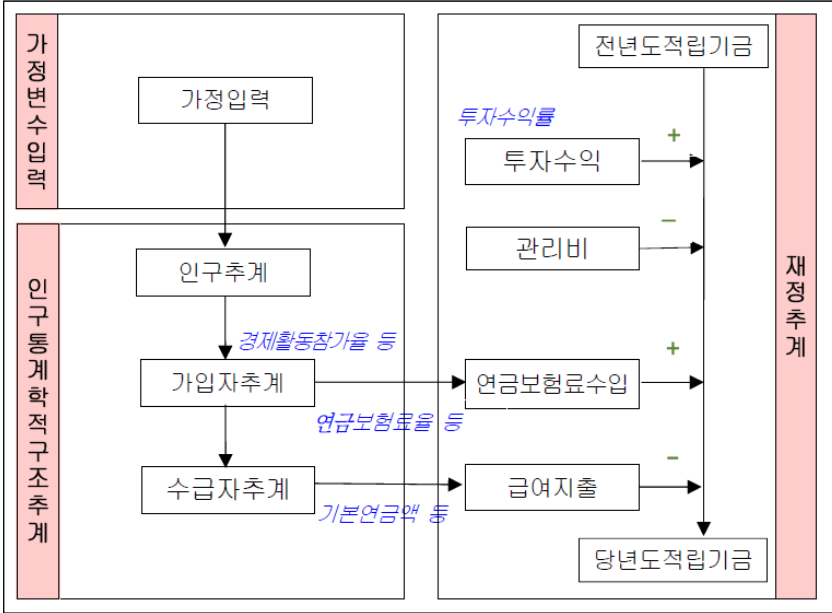 가정변수입력
가정입력
인구통계학적구조추계
인구추계
경제활동참가율 등
가입자추계
연금보험료율 등
수급자추계
기본연금액 등
전년도적립기금
투자수익률
투자수익
+
관리비
−
연금보험료수입
+
급여지출
−
당년도적립기금
재정추계